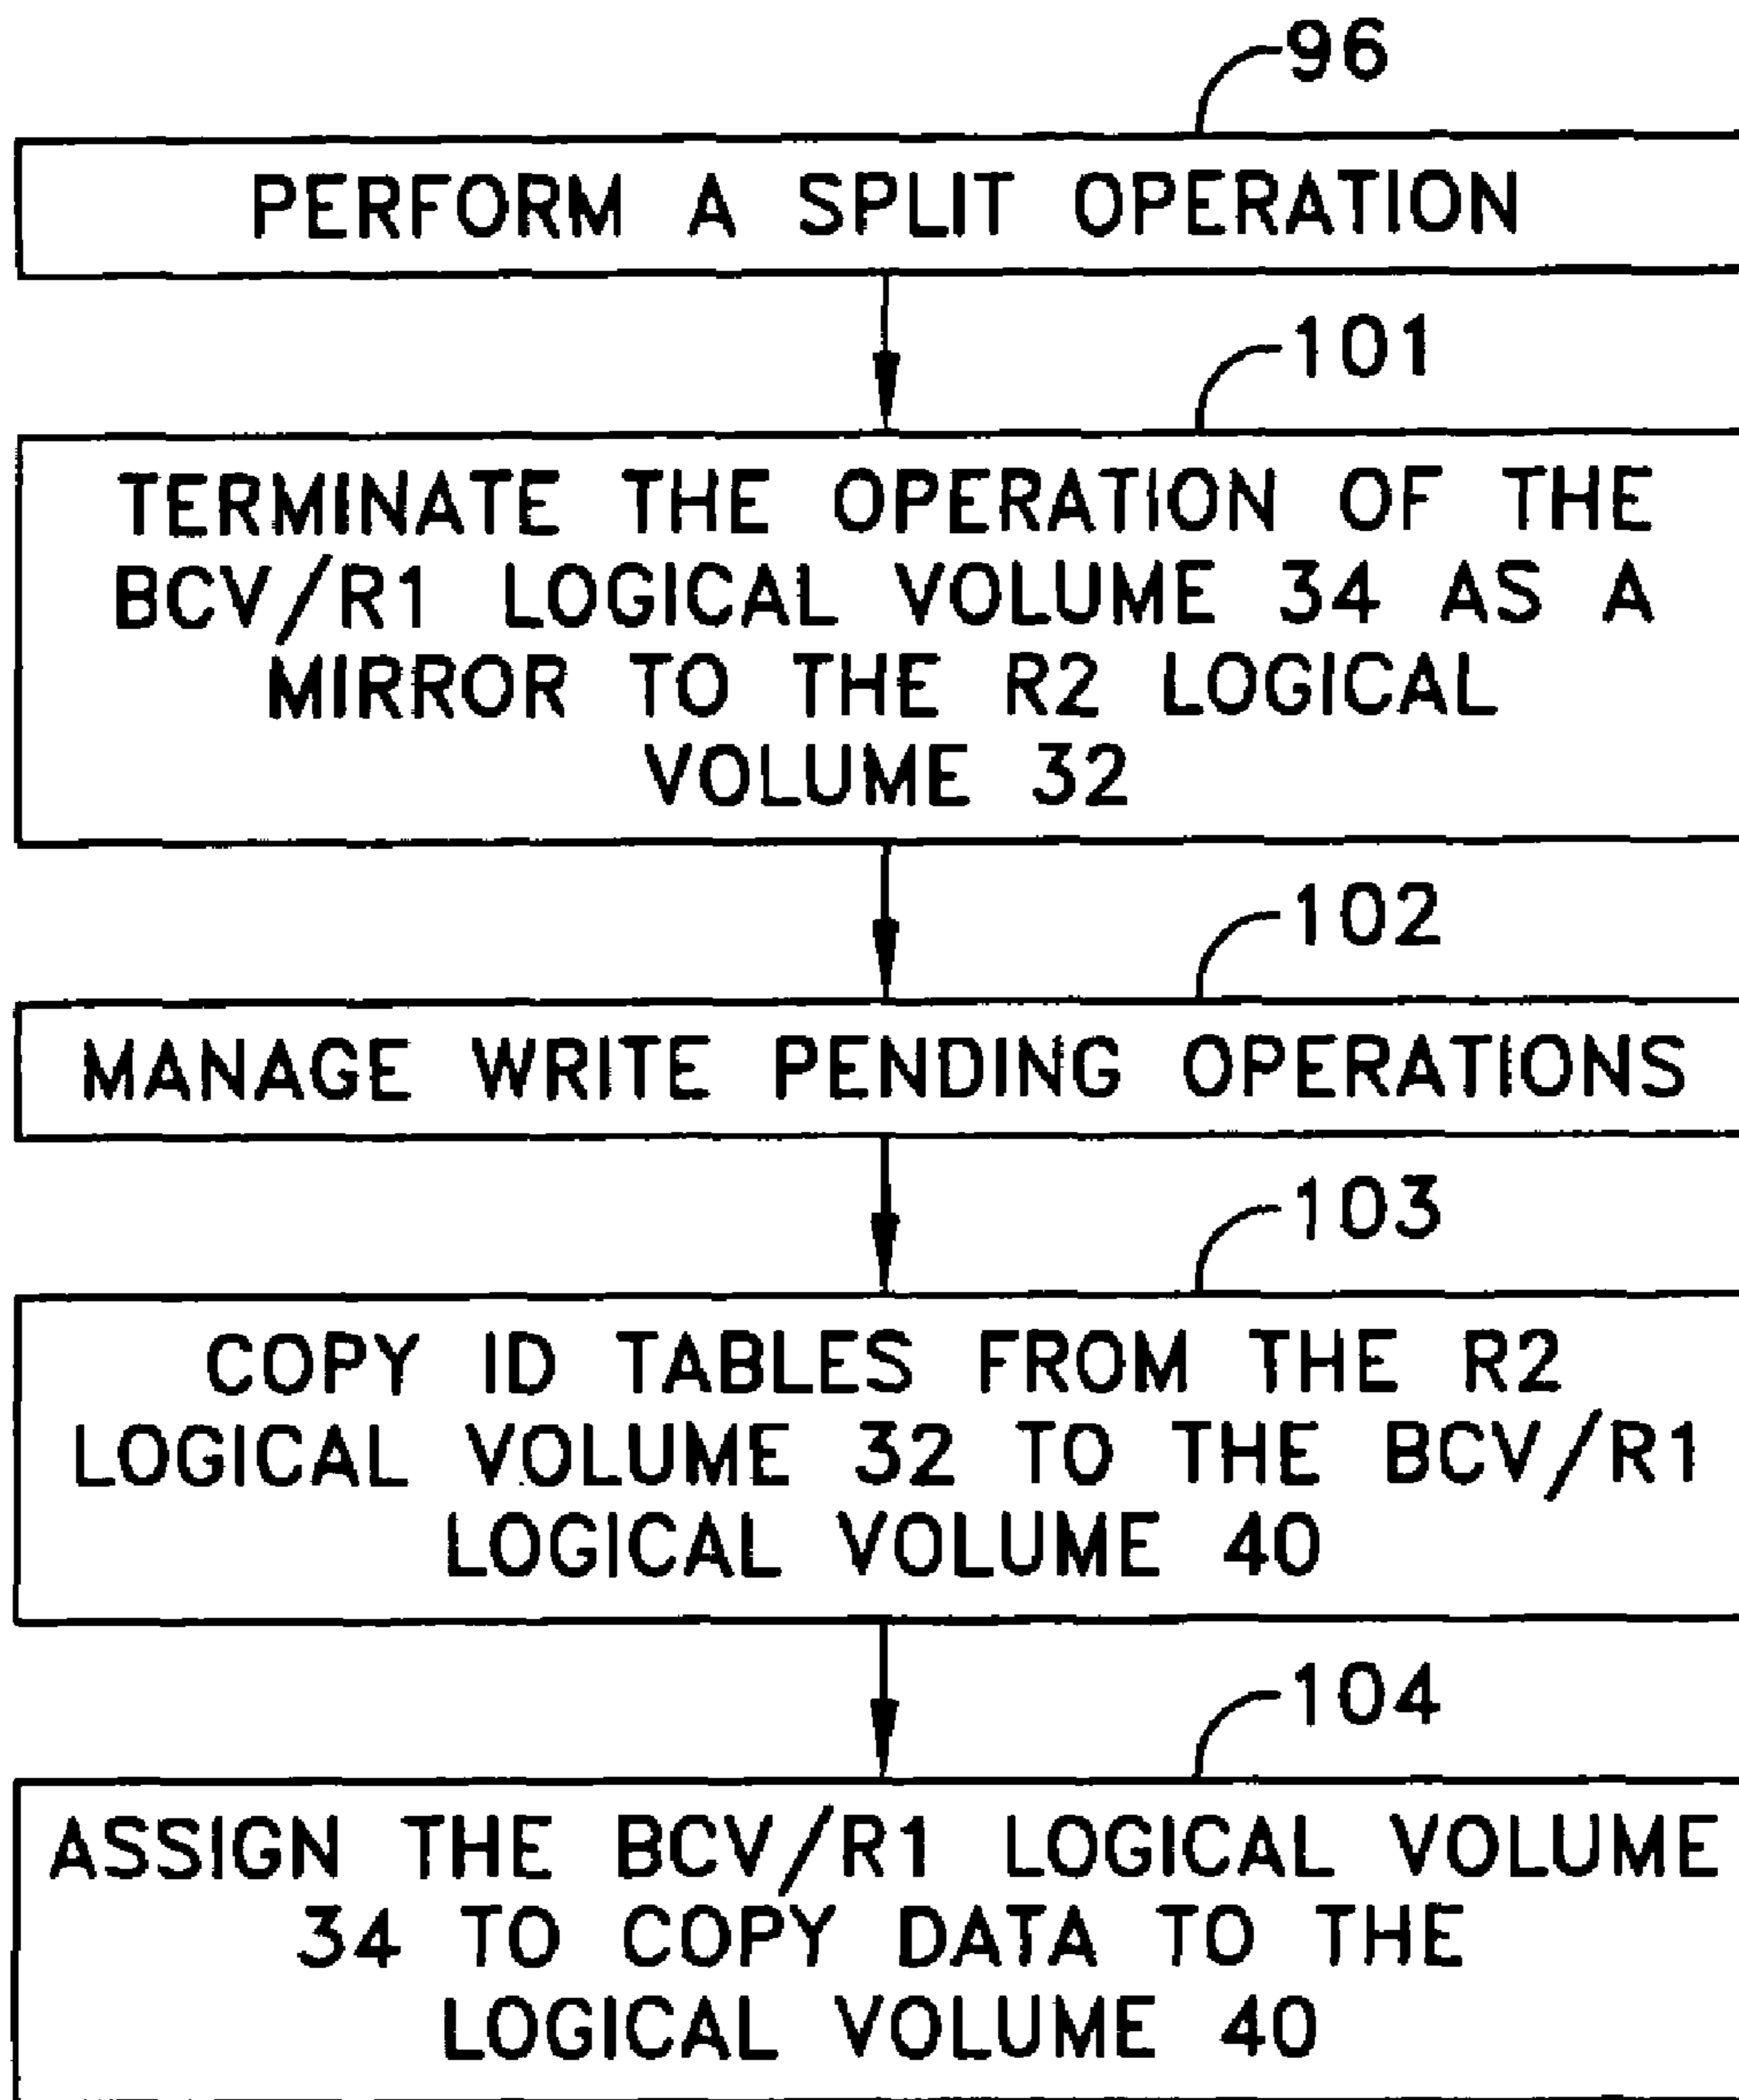 96
PERFORM A SPLIT OPERATION
101
TERMINATE THE OPERATION OF THE
BCV/R1 LOGICAL VOLUME 34 AS A
MIRROR TO THE R2 LOGICAL
VOLUME 32
102
MANAGE WRITE PENDING OPERATIONS
103
COPY ID TABLES FROM THE R2
LOGICAL VOLUME 32 TO THE BCV/R1
LOGICAL VOLUME 40
104
ASSIGN THE BCV/R1 LOGICAL VOLUME
34 TO COPY DATA TO THE
LOGICAL VOLUME 40